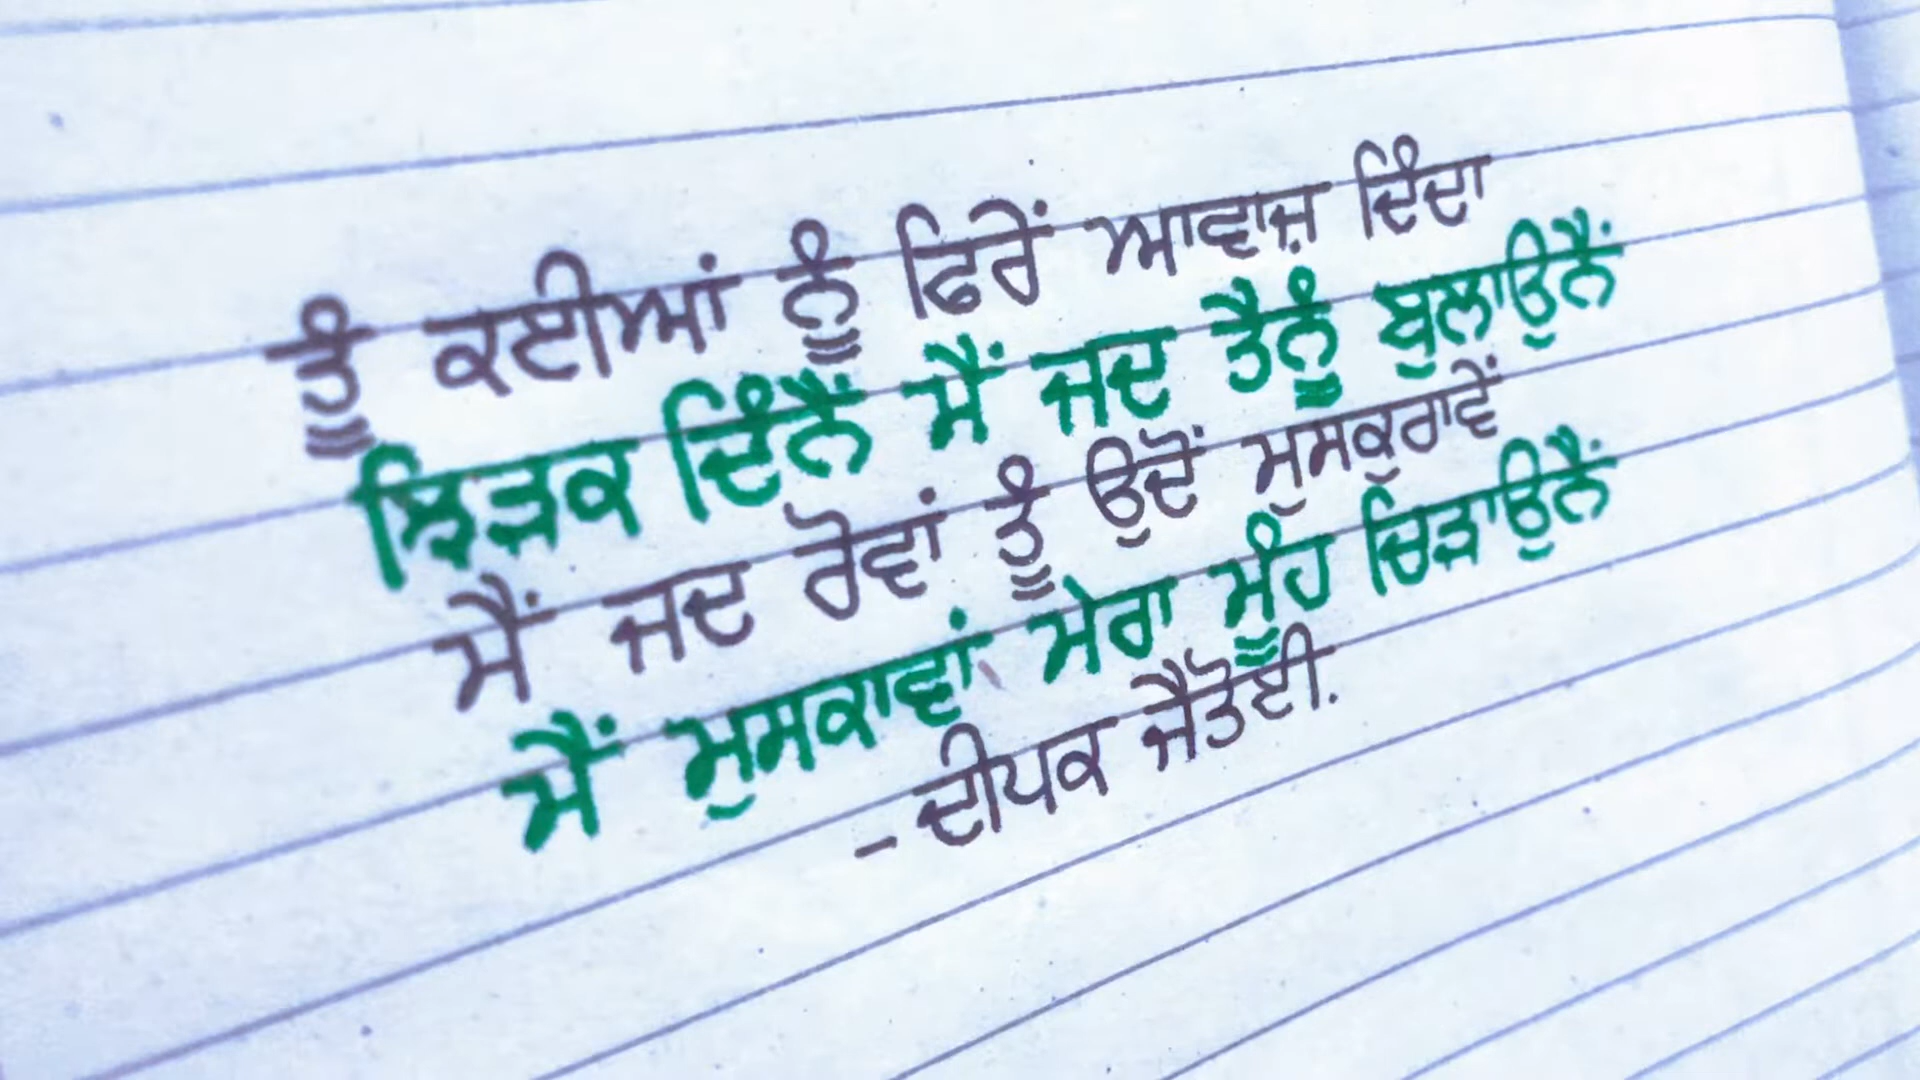 ਤੂੰ ਕਈਆਂ ਨੂੰ ਫਿਰੇਂ ਆਵਾਜ਼ ਦਿੰਦਾ
ਝਿੜਕ ਦਿੰਨੈਂ ਮੈਂ ਜਦ ਤੈਨੂੰ ਬੁਲਾਉਨੈਂ
ਮੈਂ ਜਦ ਰੋਵਾਂ ਤੂੰ ਉਦੋਂ ਮੁਸਕੁਰਾਵੇਂ
ਮੈਂ ਮੁਸਕਾਵਾਂ ਮੇਰਾ ਮੂੰਹ ਚਿੜਾਉਨੈਂ
- ਦੀਪਕ ਜੈਤੋਈ.